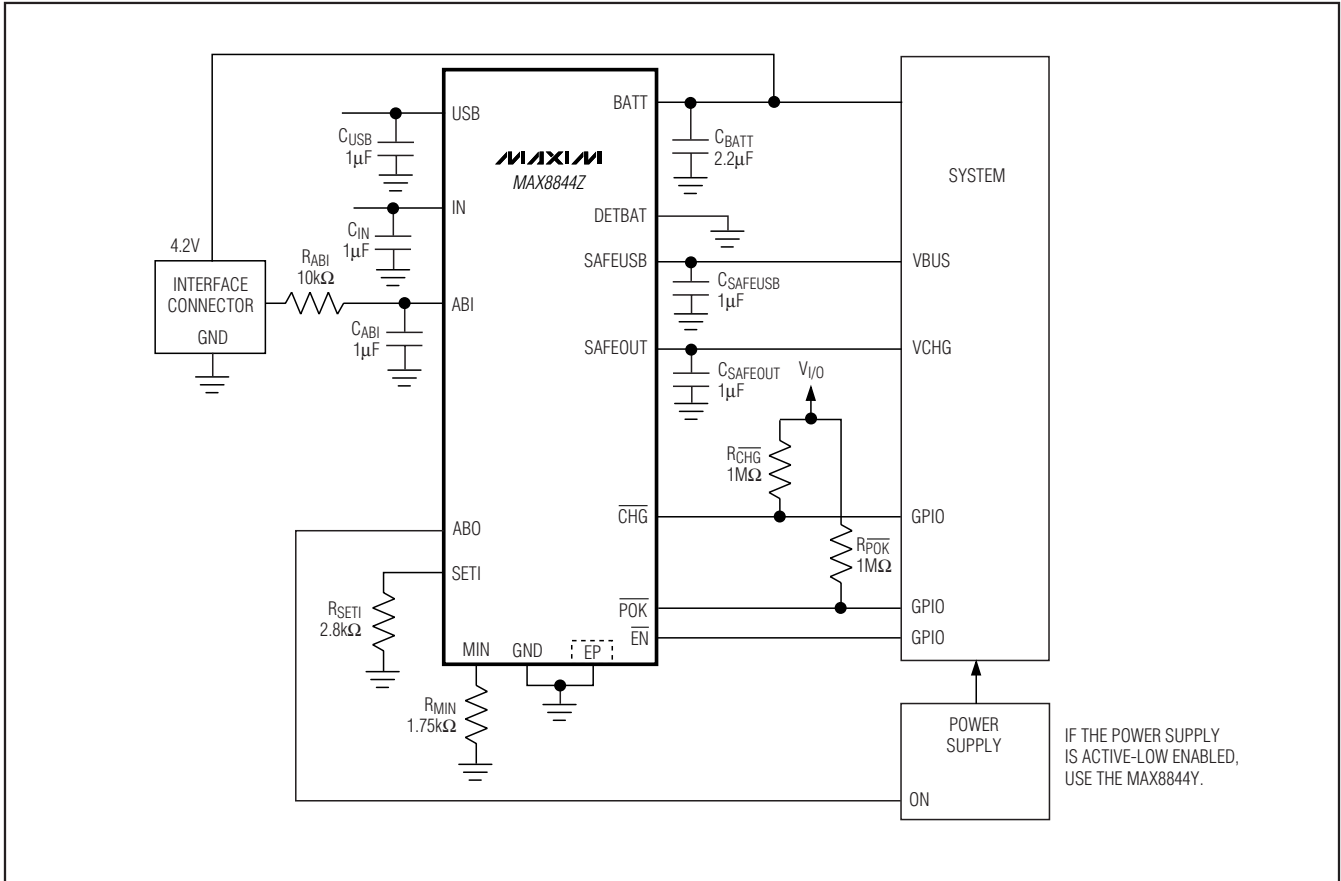 USB
BATT
CUSB
1µF
CBATT
2.2µF
MAXIM
MAX8844Z
SYSTEM
IN
DETBAT
CIN
1µF
4.2V
RABI
10kΩ
SAFEUSB
VBUS
INTERFACE
CONNECTOR
GND
ABI
CSAFEUSB
1µF
CABI
1µF
SAFEOUT
VCHG
CSAFEOUT
1µF
VI/O
RCHG
1MΩ
ABO
CHG
GPIO
RPOK
1MΩ
SETI
RSETI
2.8kΩ
POK
GPIO
EN
GPIO
MIN
GND
EP
RMIN
1.75kΩ
POWER
SUPPLY
ON
IF THE POWER SUPPLY
IS ACTIVE-LOW ENABLED,
USE THE MAX8844Y.